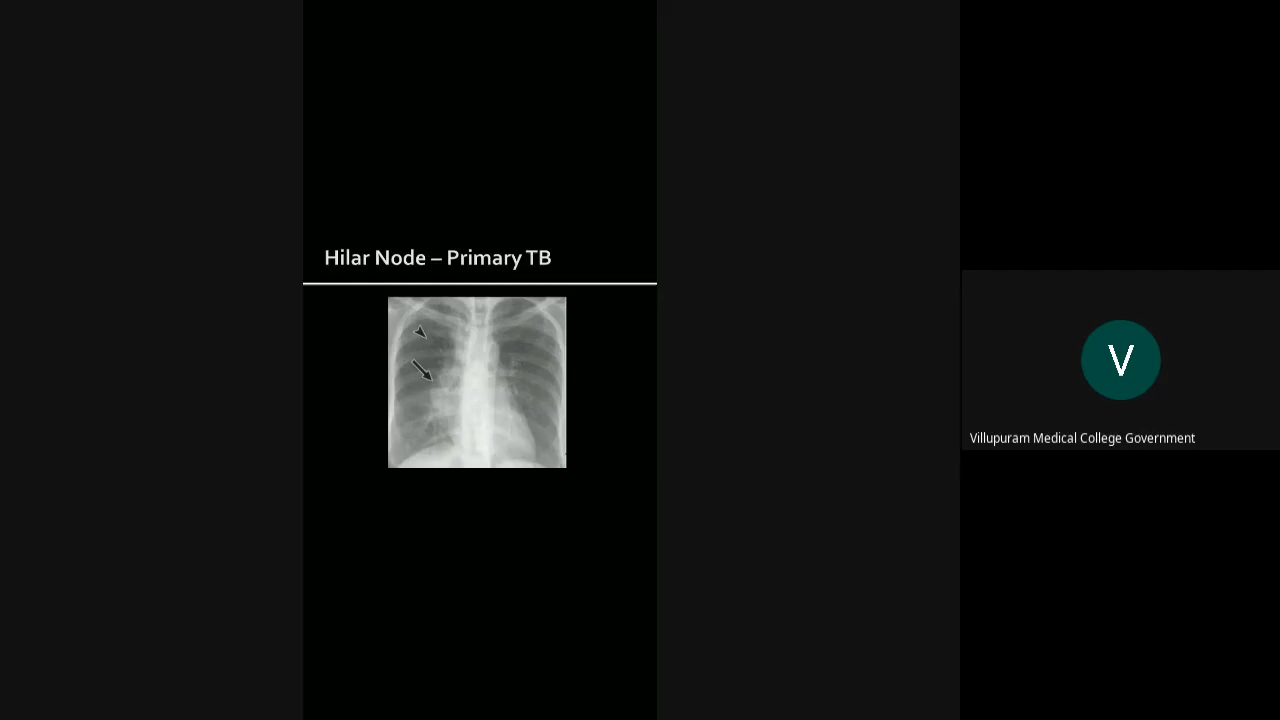 Hilar Node – Primary TB
V
Villupuram Medical College Government